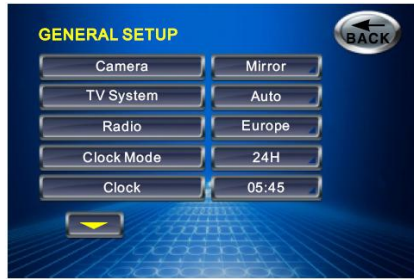 GENERAL SETUP
BACK
Camera Mirror
TV System Auto
Radio Europe
Clock Mode 24H
Clock 05:45